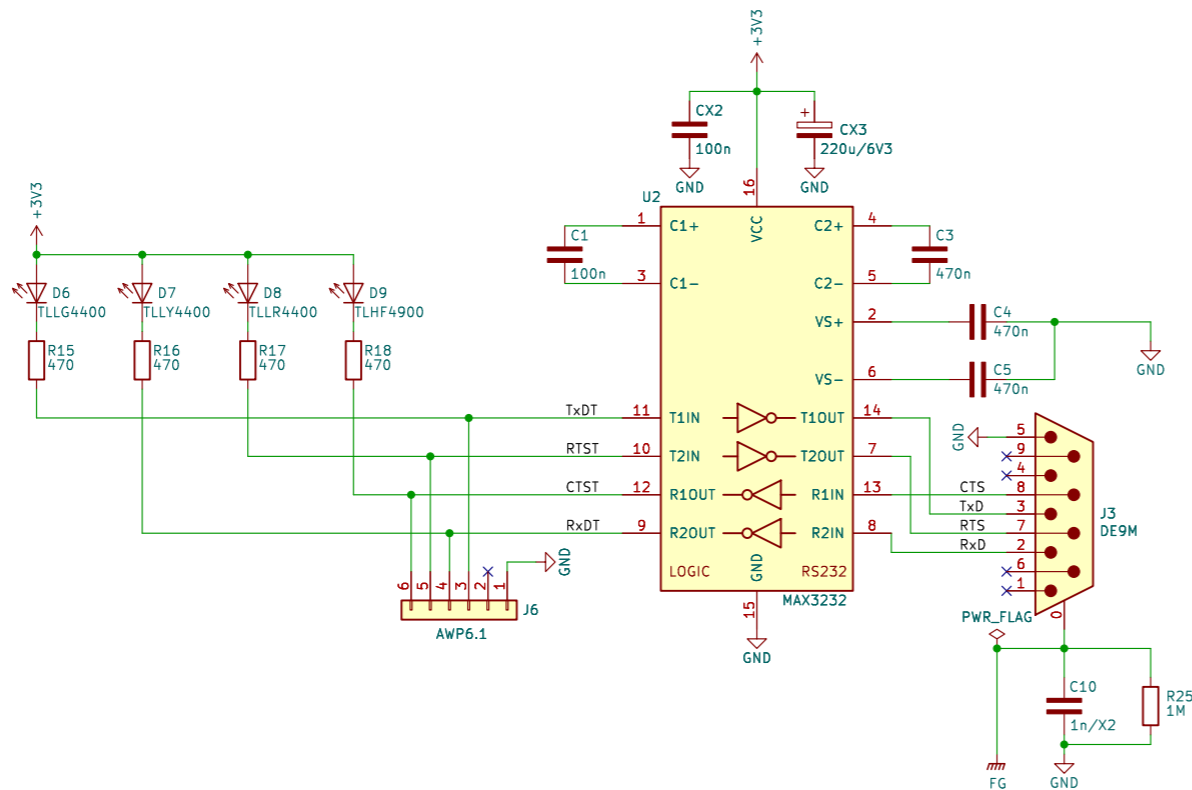 +3V3
CX2
100n
GND
+
CX3
220u/6V3
GND
+3V3
D6
TLLG4400
D7
TLLY4400
D8
TLLR4400
D9
TLHF4900
R15
470
R16
470
R17
470
R18
470
U2
16
VCC
1
C1+
C1
100n
3
C1-
C2+
4
C3
470n
C2-
5
VS+
2
C4
470n
GND
VS-
6
C5
470n
TxDT
11
T1IN
T1OUT
14
RTST
10
T2IN
T2OUT
7
CTST
12
R1OUT
R1IN
13
RxDT
9
R2OUT
R2IN
8
GND
LOGIC
RS232
15
MAX3232
GND
GND
6
5
4
3
2
1
J6
AWP6.1
GND
5
9
4
CTS
8
TxD
3
RTS
7
RxD
2
6
1
J3
DE9M
0
PWR_FLAG
C10
1n/X2
R25
1M
FG
GND